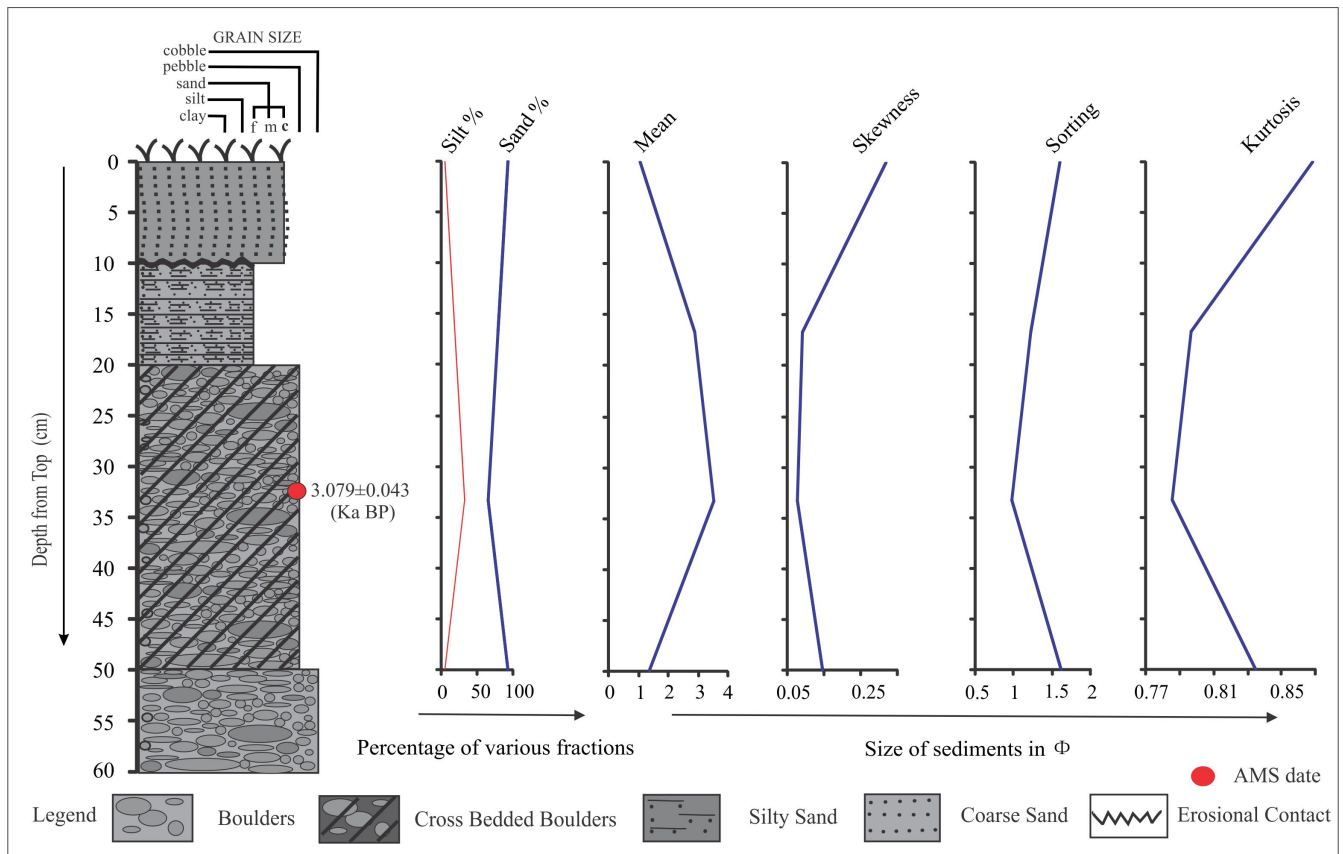 GRAIN SIZE
cobble
pebble
sand
silt
clay
f m c
Silt %
Sand %
Mean
Skewness
Sorting
Kurtosis
0
5
10
15
20
25
30
35
40
45
50
55
60
Depth from Top (cm)
3.079±0.043
(Ka BP)
0 50 100
0 1 2 3 4
0.05 0.25
0.5 1 1.5 2
0.77 0.81 0.85
Percentage of various fractions
Size of sediments in Φ
AMS date
Legend
Boulders
Cross Bedded Boulders
Silty Sand
Coarse Sand
Erosional Contact